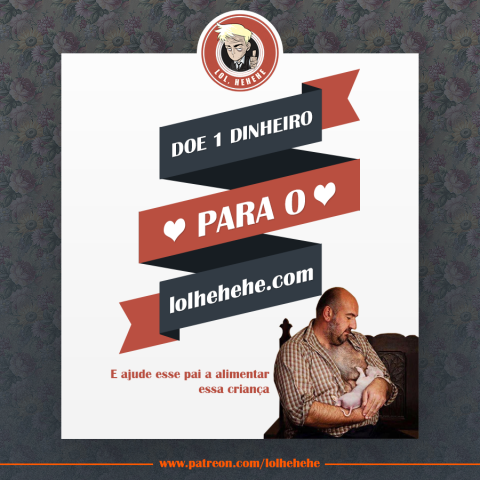 LOL, HEHEHE
DOE 1 DINHEIRO
PARA O
lolhehehe.com
E ajude esse pai a alimentar
essa criança
www.patreon.com/lolhehehe